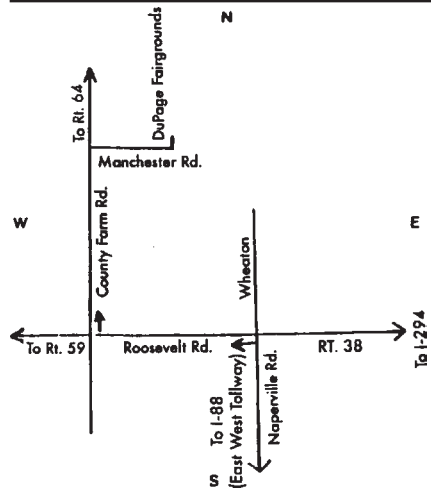 N
To Rt. 64
DuPage Fairgrounds
Manchester Rd.
County Farm Rd.
W
E
Wheaton
To Rt. 59
Roosevelt Rd.
RT. 38
To I-294
To I-88
(East West Tollway)
Naperville Rd.
S